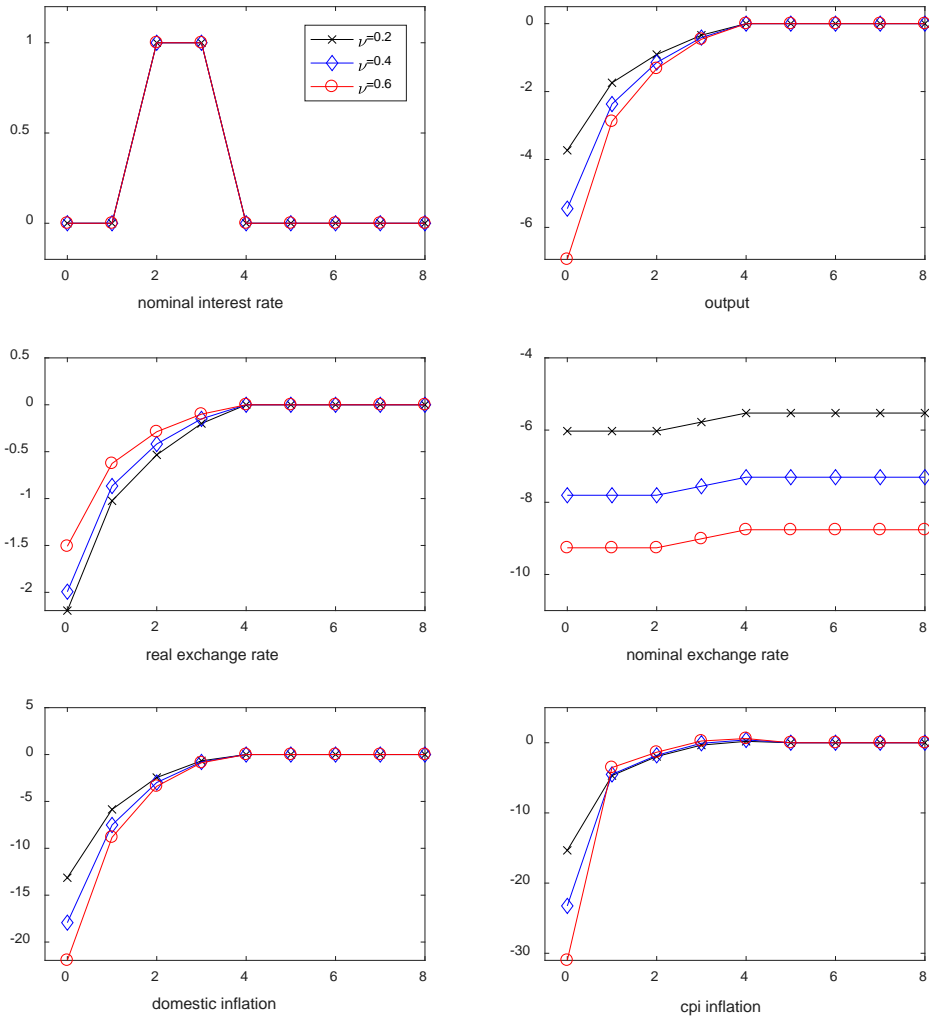 1
0.5
0
0 2 4 6 8
nominal interest rate
ν=0.2
ν=0.4
ν=0.6
0
-2
-4
-6
0 2 4 6 8
output
0.5
0
-0.5
-1
-1.5
-2
0 2 4 6 8
real exchange rate
-4
-6
-8
-10
0 2 4 6 8
nominal exchange rate
5
0
-5
-10
-15
-20
0 2 4 6 8
domestic inflation
0
-10
-20
-30
0 2 4 6 8
cpi inflation